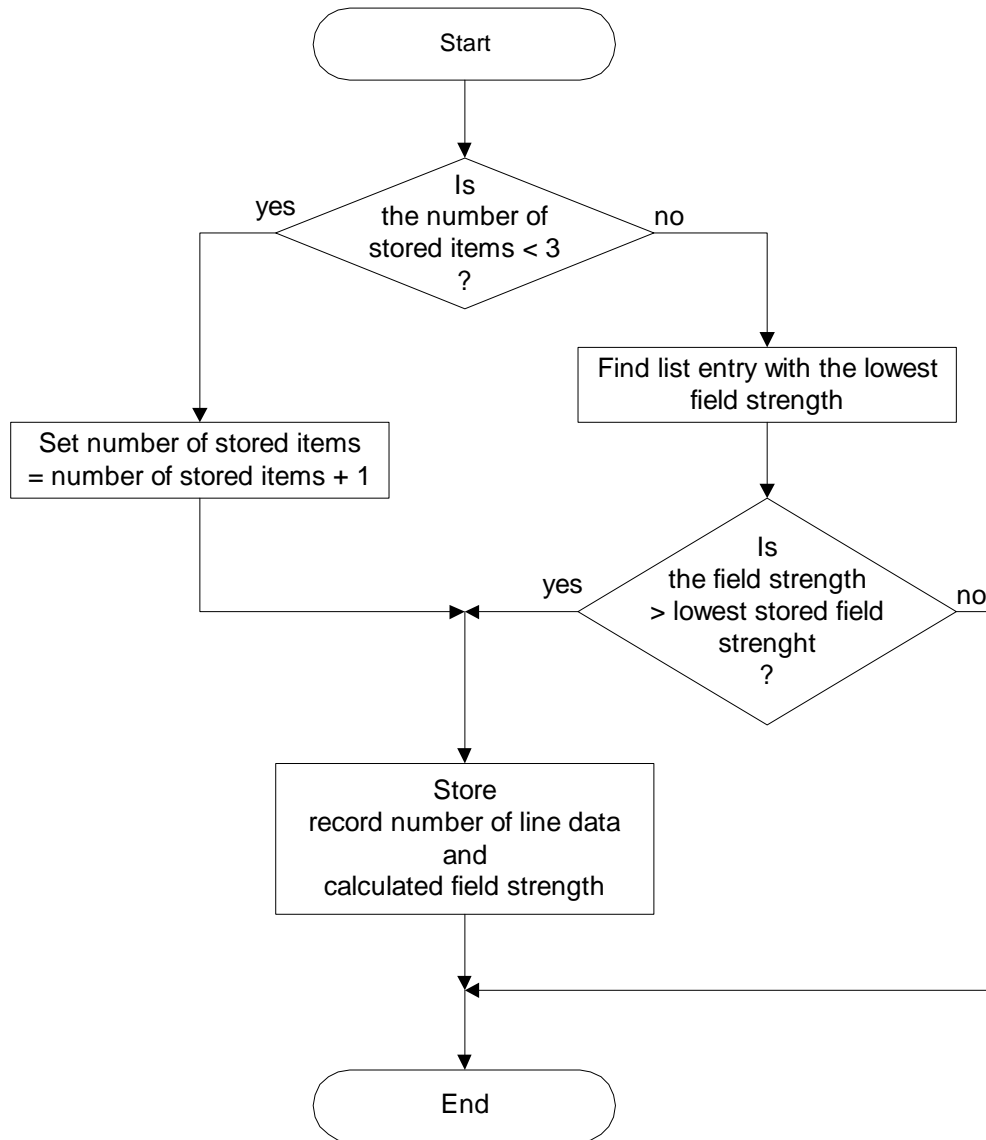 Start
Is
the number of
stored items < 3
?
yes
no
Find list entry with the lowest
field strength
Set number of stored items
= number of stored items + 1
Is
the field strength
> lowest stored field
strenght
?
yes
no
Store
record number of line data
and
calculated field strength
End